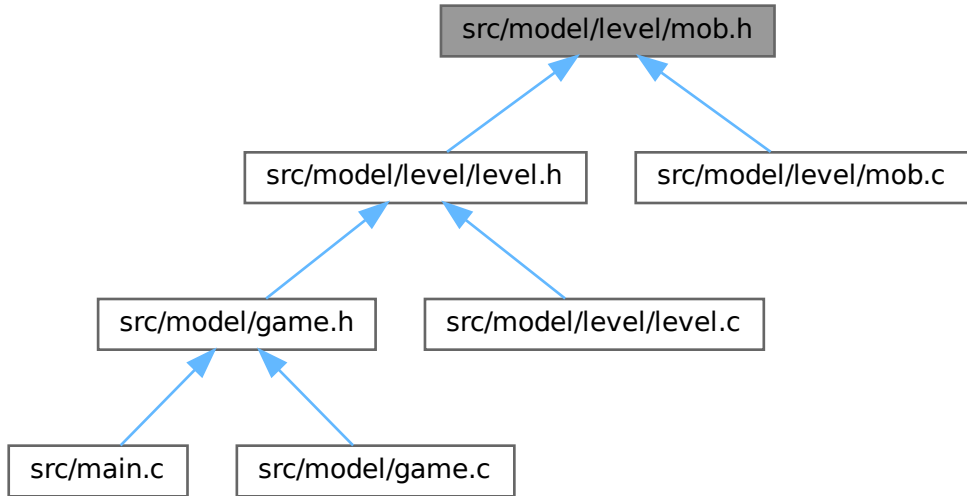 src/model/level/mob.h
src/model/level/level.h
src/model/level/mob.c
src/model/game.h
src/model/level/level.c
src/main.c
src/model/game.c